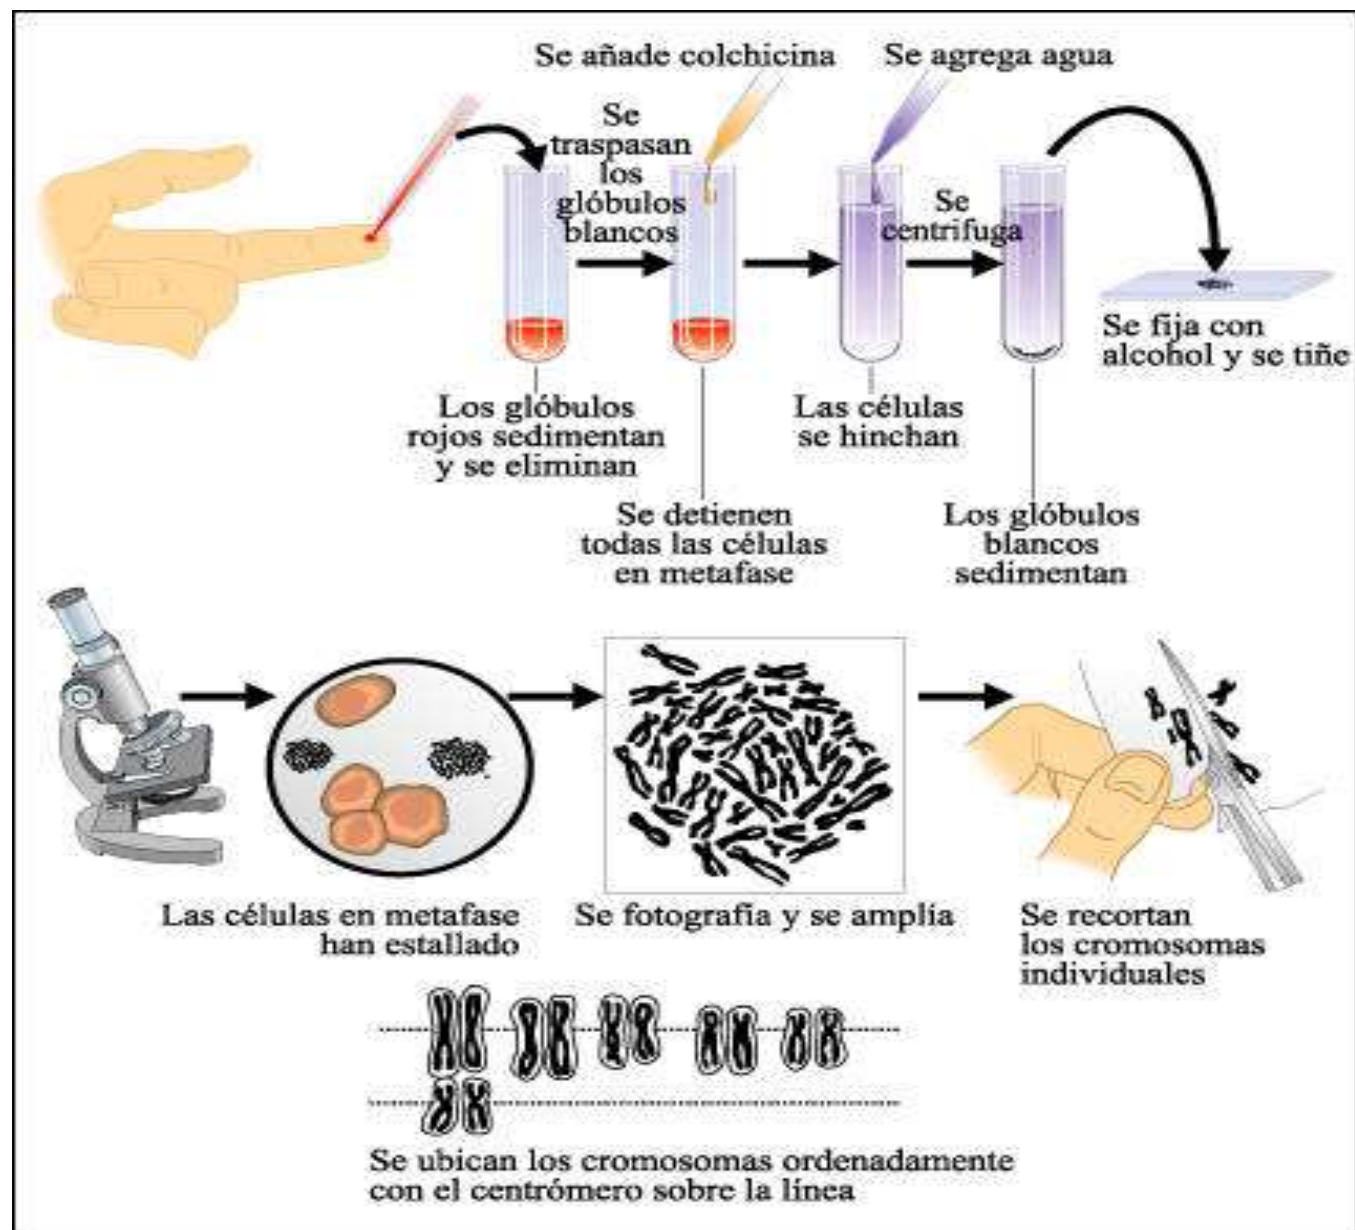 Se añade colchicina
Se agrega agua
Se
traspasan
los
glóbulos
blancos
Se
centrifuga
Se fija con
alcohol y se tiñe
Los glóbulos
rojos sedimentan
y se eliminan
Las células
se hinchan
Se detienen
todas las células
en metafase
Los glóbulos
blancos
sedimentan
Las células en metafase
han estallado
Se fotografía y se amplía
Se recortan
los cromosomas
individuales
Se ubican los cromosomas ordenadamente
con el centrómero sobre la línea